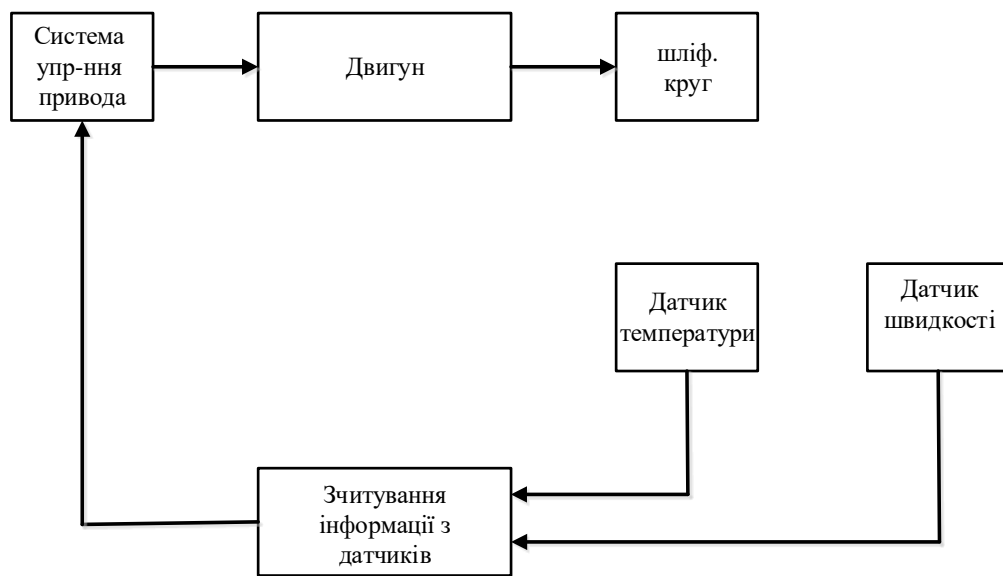 Система
упр-ння
привода
Двигун
шліф.
круг
Датчик
температури
Датчик
швидкості
Зчитування
інформації з
датчиків